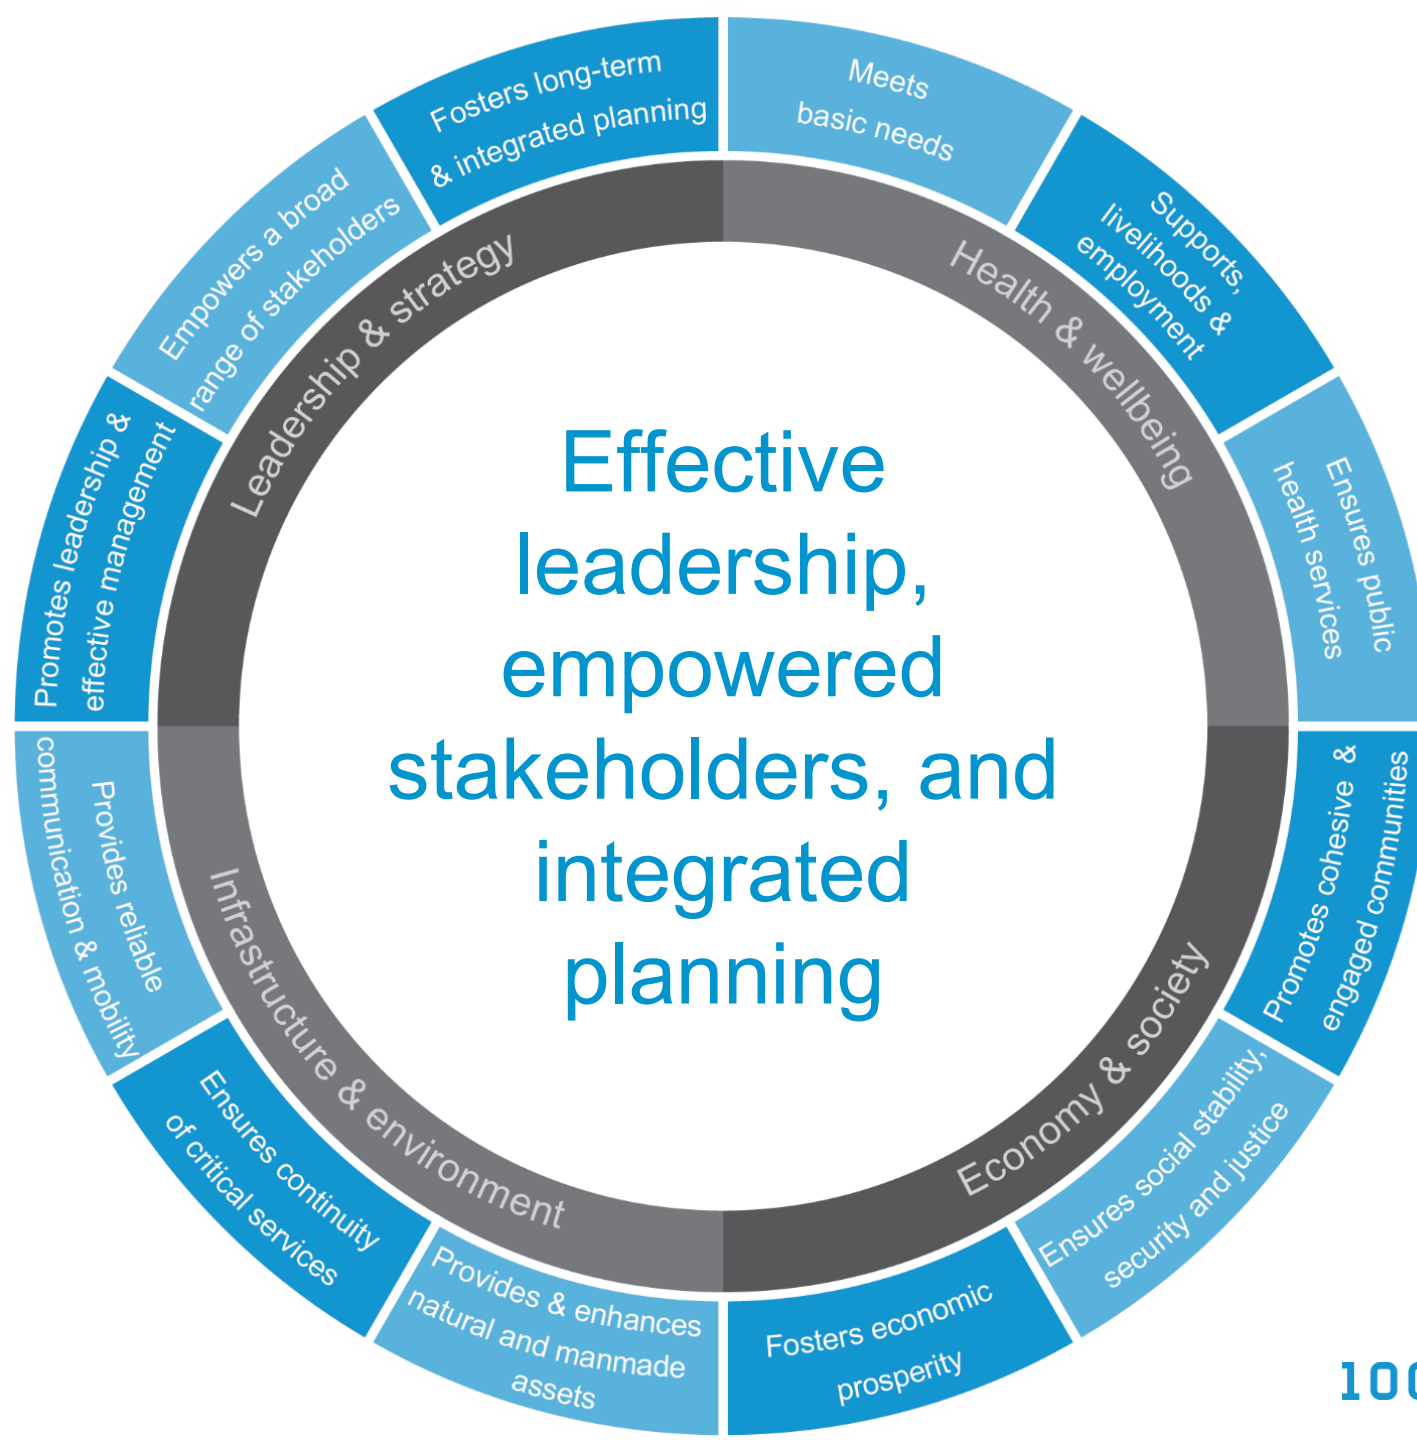 Meets
basic needs
Supports,
livelihoods &
employment
Ensures public
health services
Promotes cohesive &
engaged communities
Ensures social stability,
security and justice
Fosters economic
prosperity
Provides & enhances
natural and manmade
assets
Ensures continuity
of critical services
Provides reliable
communication & mobility
Promotes leadership &
effective management
Empowers a broad
range of stakeholders
Fosters long-term
& integrated planning
Health & wellbeing
Economy & society
Infrastructure & environment
Leadership & strategy
Effective
leadership,
empowered
stakeholders, and
integrated
planning
100